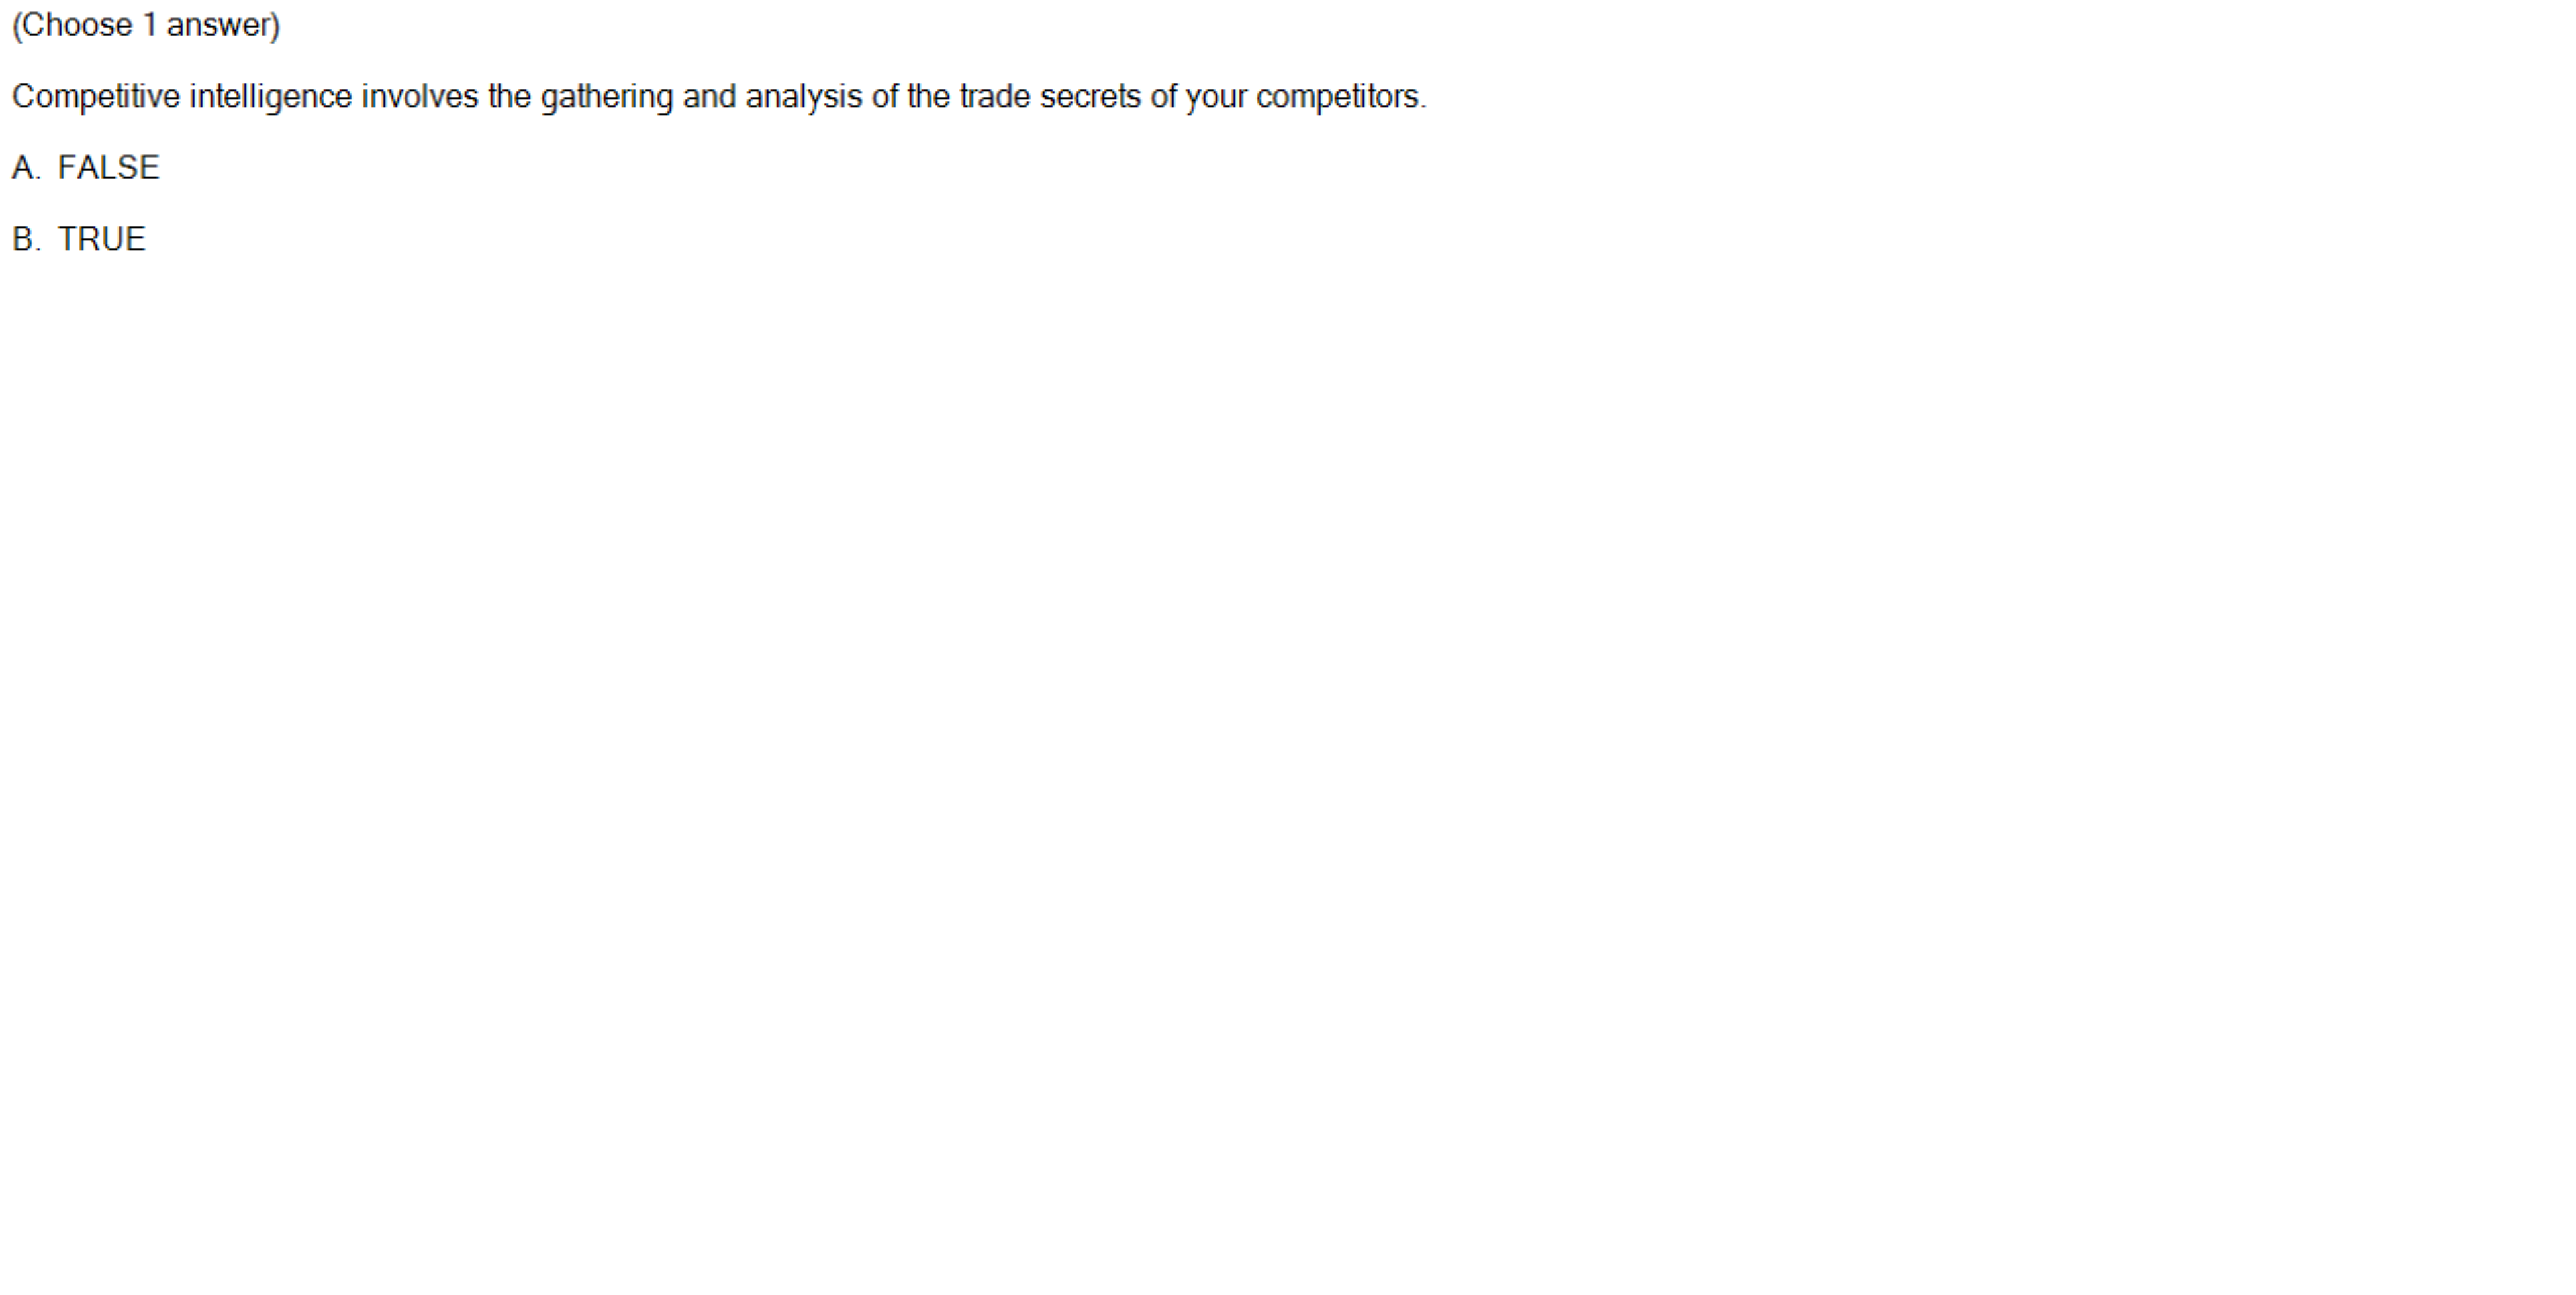 (Choose 1 answer)
Competitive intelligence involves the gathering and analysis of the trade secrets of your competitors.
A. FALSE
B. TRUE